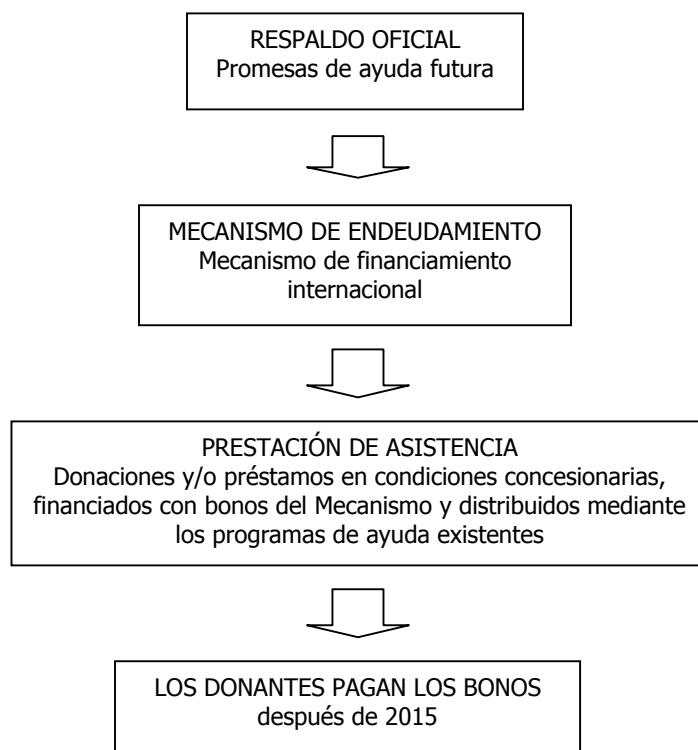 RESPALDO OFICIAL
Promesas de ayuda futura
MECANISMO DE ENDEUDAMIENTO
Mecanismo de financiamiento
internacional
PRESTACIÓN DE ASISTENCIA
Donaciones y/o préstamos en condiciones concesionarias,
financiados con bonos del Mecanismo y distribuidos mediante
los programas de ayuda existentes
LOS DONANTES PAGAN LOS BONOS
después de 2015